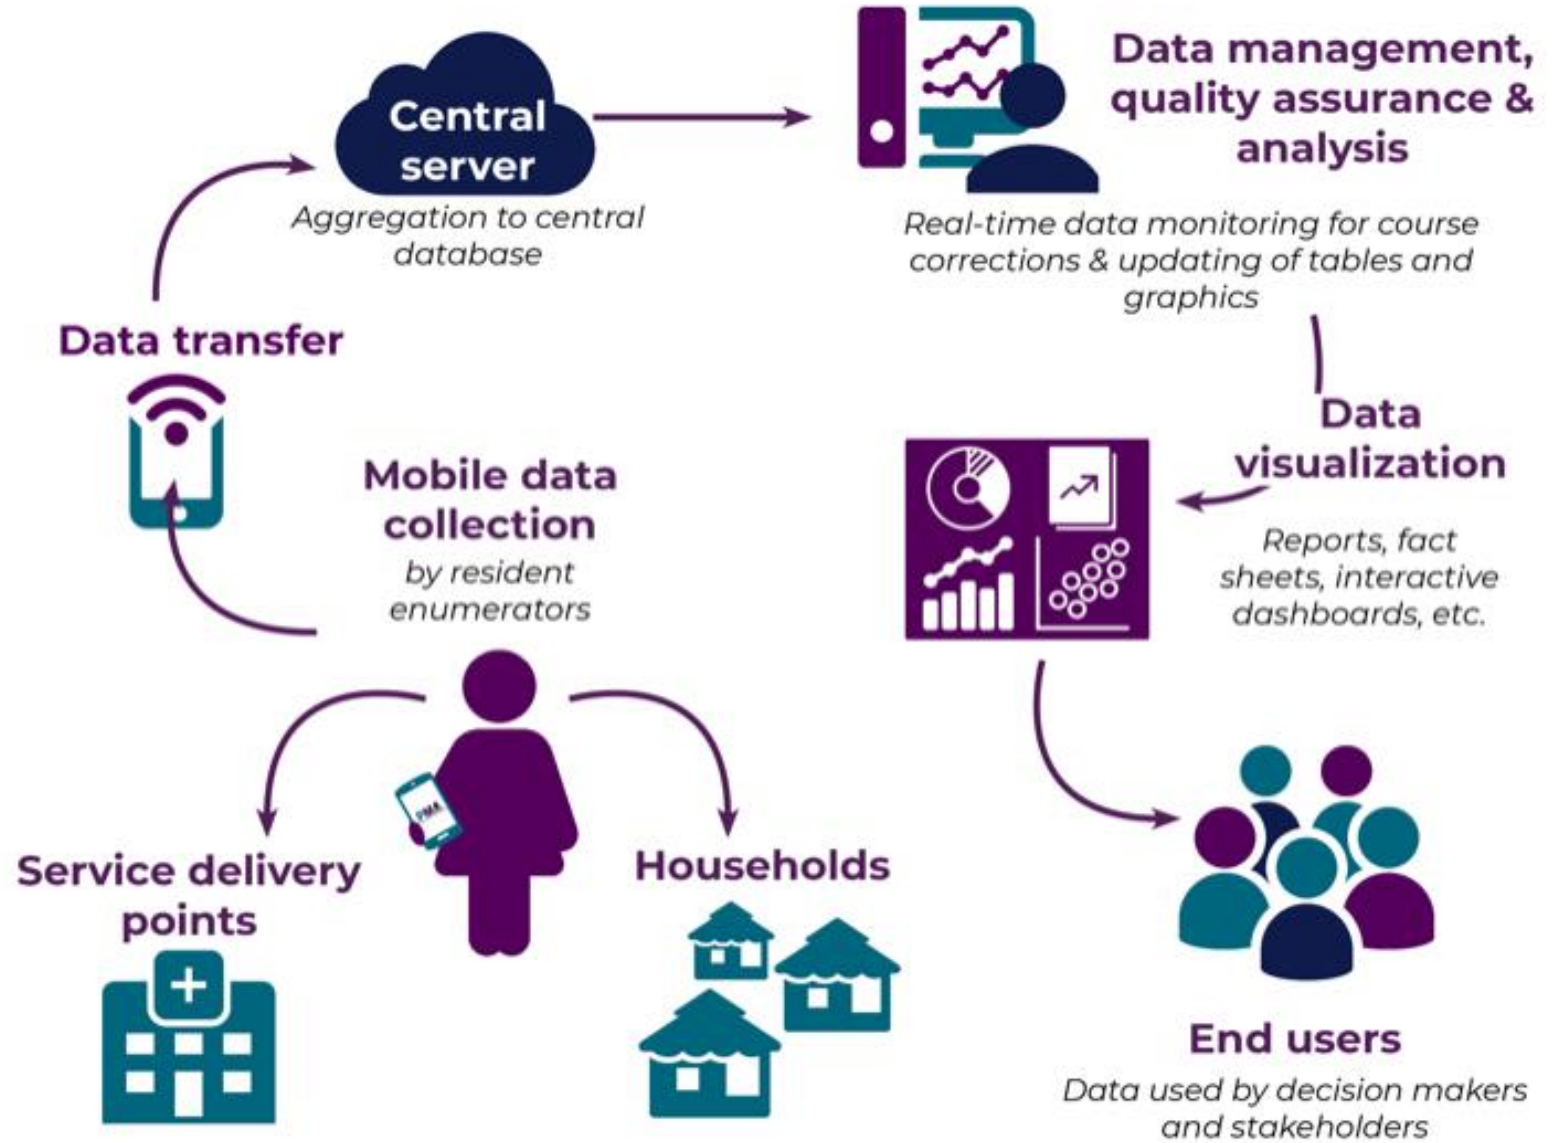 Central
server
Aggregation to central
database
Data management,
quality assurance &
analysis
Real-time data monitoring for course
corrections & updating of tables and
graphics
Data transfer
Mobile data
collection
by resident
enumerators
Data
visualization
Reports, fact
sheets, interactive
dashboards, etc.
PMA
Service delivery
points
Households
End users
Data used by decision makers
and stakeholders